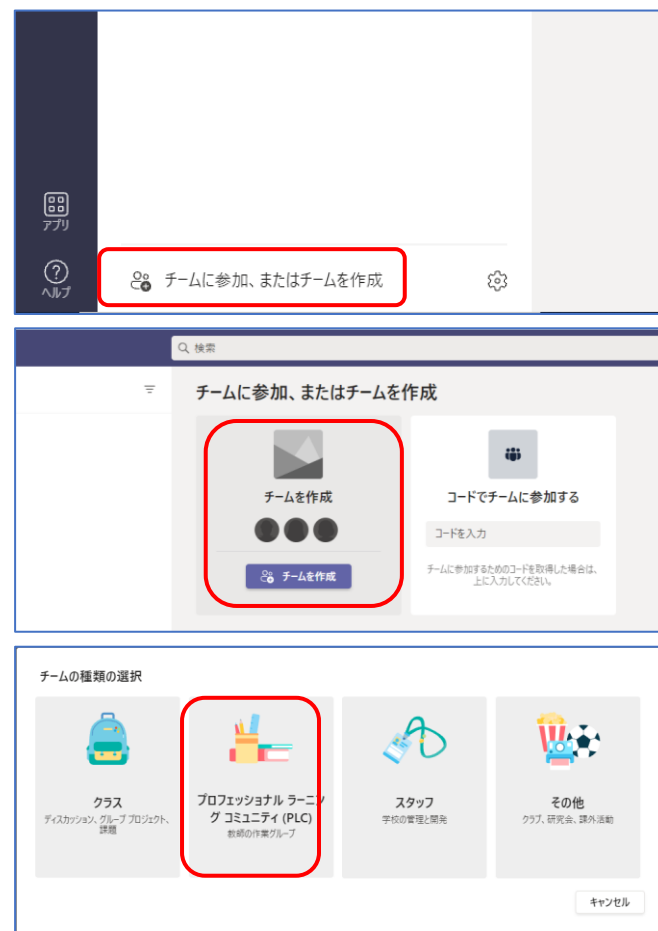 アプリ
ヘルプ
チームに参加、またはチームを作成
検索
チームに参加、またはチームを作成
チームを作成
チームを作成
コードでチームに参加する
コードを入力
チームに参加するためのコードを取得した場合は、
上に入力してください。
チームの種類の選択
クラス
ディスカッション、グループ プロジェクト、
課題
プロフェッショナル ラーニン
グ コミュニティ (PLC)
教師の作業グループ
スタッフ
学校の管理と開発
その他
クラブ、研究会、課外活動
キャンセル